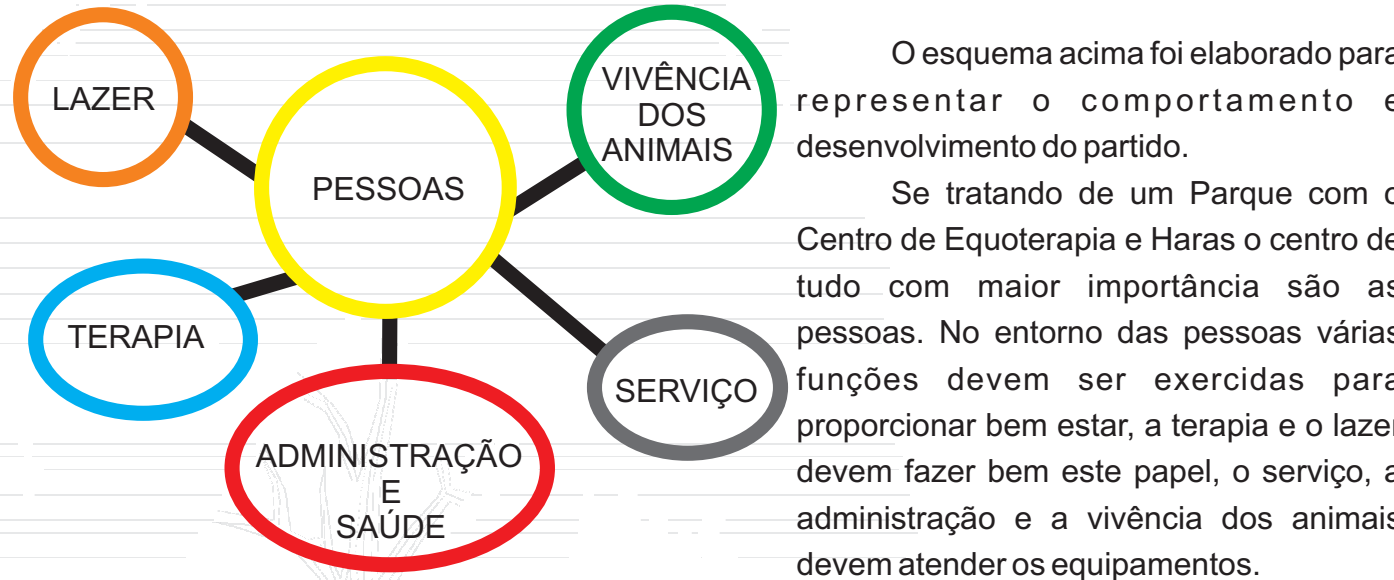 LAZER
PESSOAS
VIVÊNCIA
DOS
ANIMAIS
TERAPIA
SERVIÇO
ADMINISTRAÇÃO
E
SAÚDE
O esquema acima foi elaborado para
representar o comportamento e
desenvolvimento do partido.
Se tratando de um Parque com o
Centro de Equoterapia e Haras o centro de
tudo com maior importância são as
pessoas. No entorno das pessoas várias
funções devem ser exercidas para
proporcionar bem estar, a terapia e o lazer
devem fazer bem este papel, o serviço, a
administração e a vivência dos animais
devem atender os equipamentos.